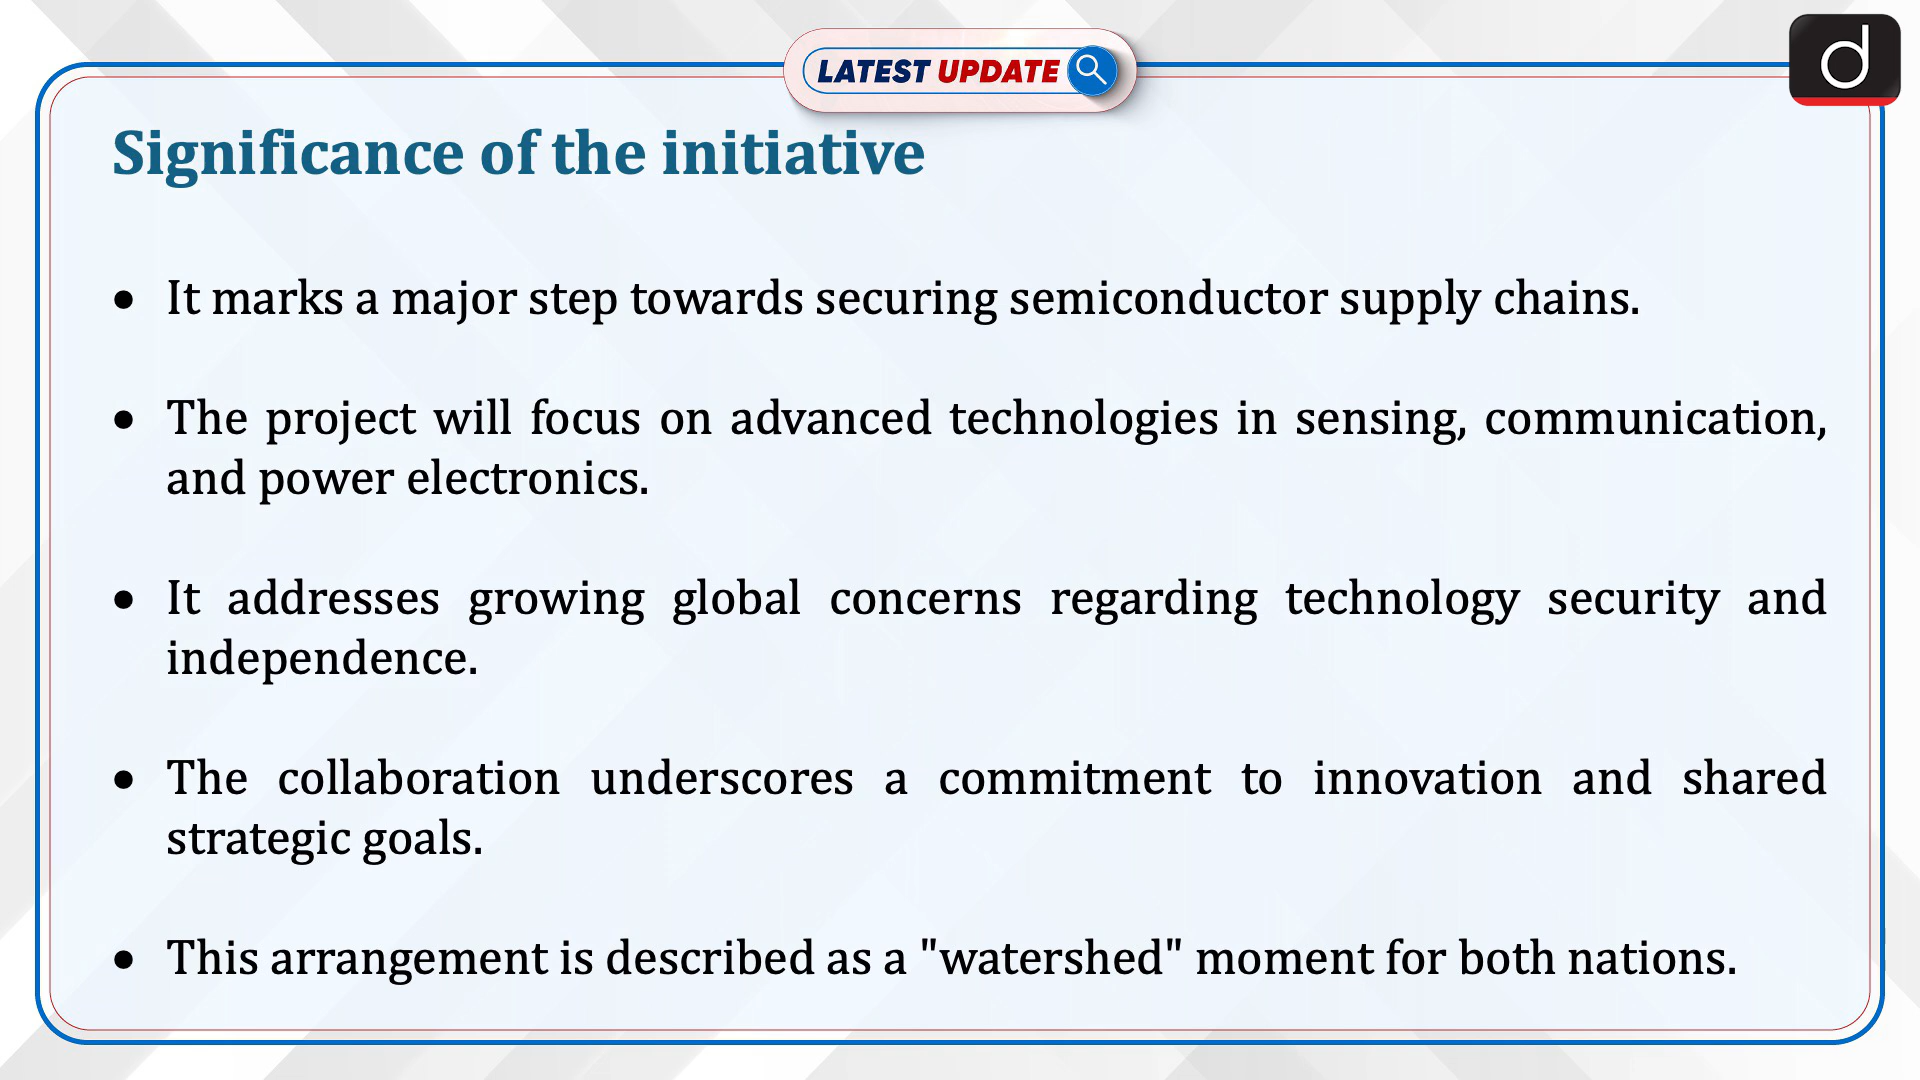 LATEST UPDATE
d
Significance of the initiative
• It marks a major step towards securing semiconductor supply chains.
• The project will focus on advanced technologies in sensing, communication,
and power electronics.
• It addresses growing global concerns regarding technology security and
independence.
• The collaboration underscores a commitment to innovation and shared
strategic goals.
• This arrangement is described as a "watershed" moment for both nations.